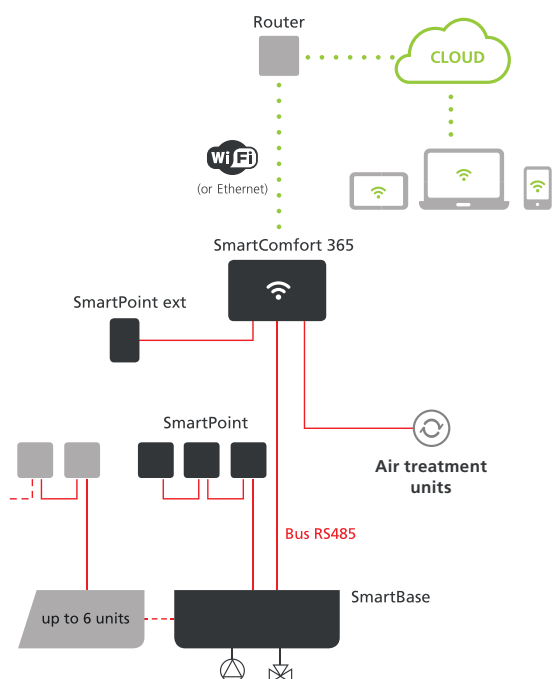 Router
CLOUD
WiFi
(or Ethernet)
SmartComfort 365
SmartPoint ext
SmartPoint
Air treatment
units
Bus RS485
SmartBase
up to 6 units